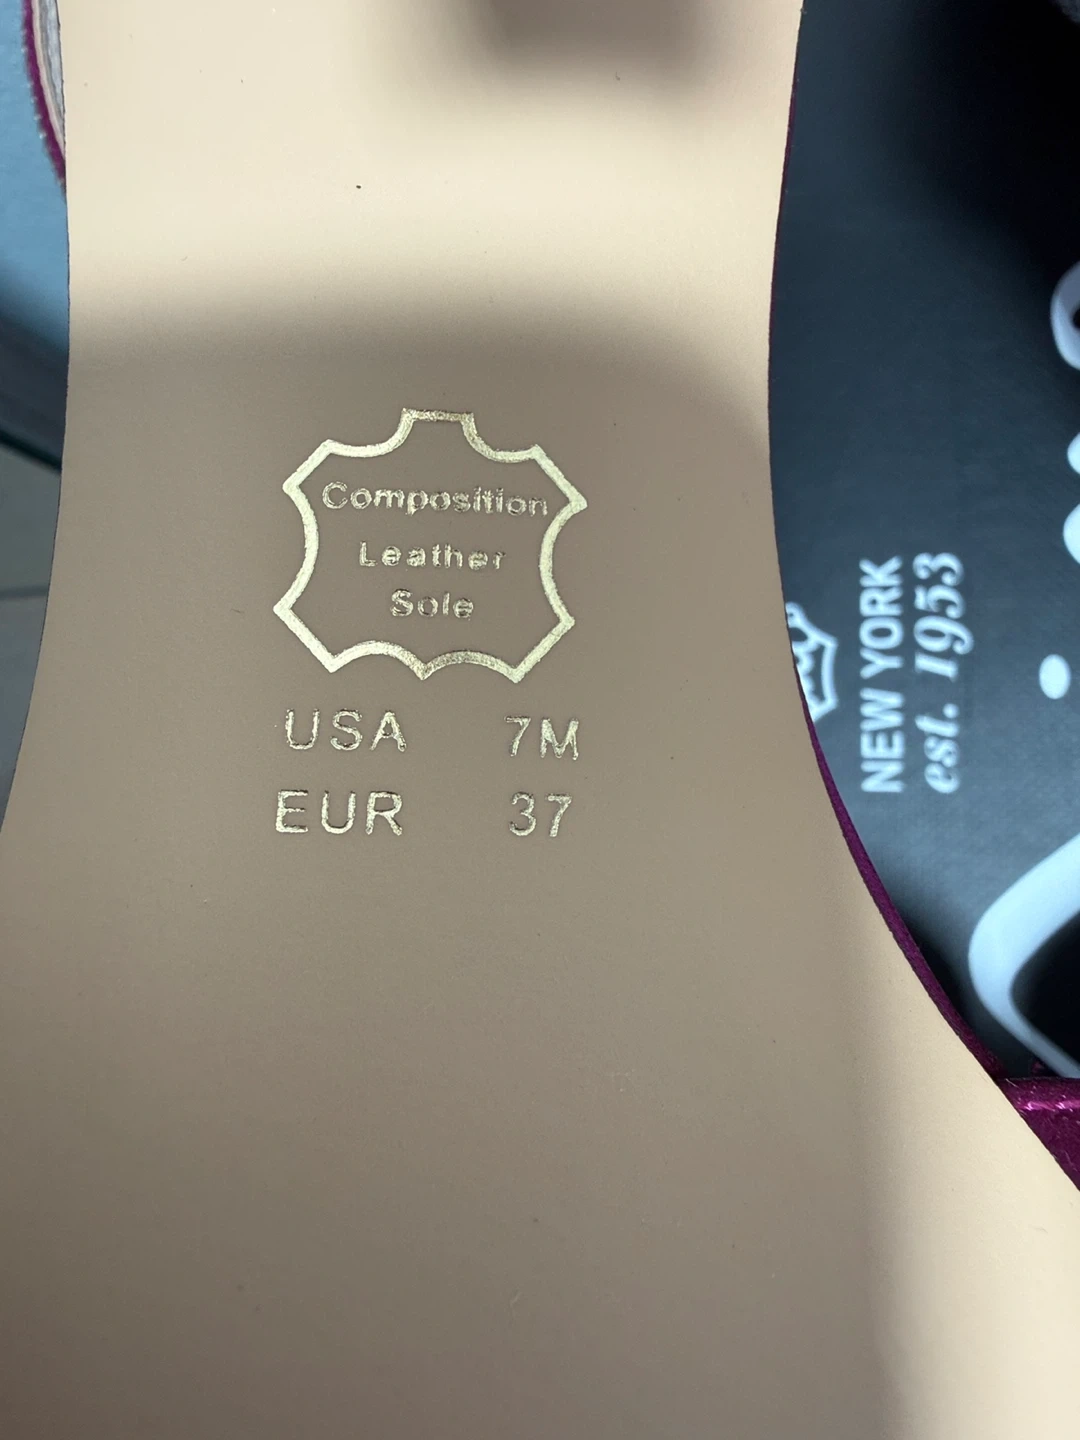 Composition
Leather
Sole
USA 7M
EUR 37
NEW YORK
est. 1953